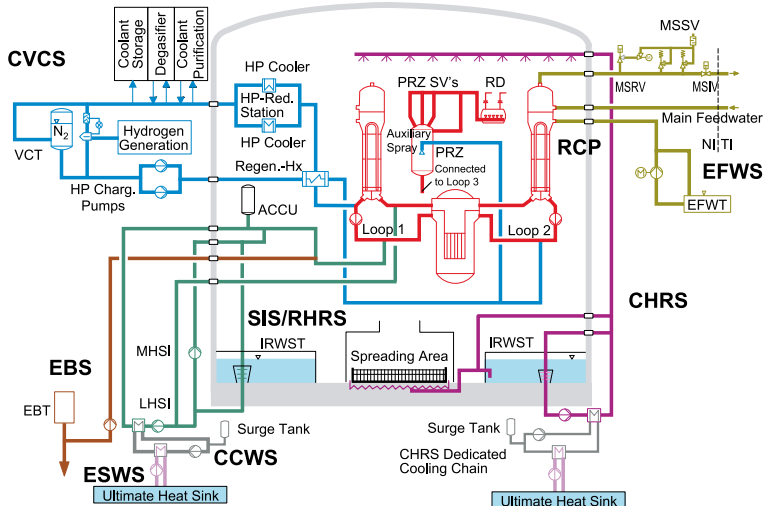 CVCS
Coolant
Storage
Degasifier
Coolant
Purification
HP Cooler
HP-Red.
Station
HP Cooler
N2
VCT
Hydrogen
Generation
HP Charg.
Pumps
Regen.-Hx
ACCU
PRZ SV's
RD
Auxiliary
Spray
PRZ
Connected
to Loop 3
RCP
Loop 1
Loop 2
MSSV
MSRV
MSIV
Main Feedwater
NI
TI
EFWS
M
EFWT
CHRS
SIS/RHRS
IRWST
Spreading Area
IRWST
MHSI
LHSI
EBS
EBT
Surge Tank
CCWS
ESWS
Ultimate Heat Sink
Surge Tank
CHRS Dedicated
Cooling Chain
Ultimate Heat Sink